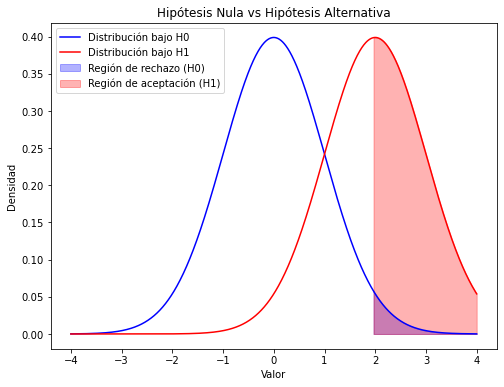 Hipótesis Nula vs Hipótesis Alternativa
Distribución bajo H0
Distribución bajo H1
Región de rechazo (H0)
Región de aceptación (H1)
Densidad
0.40
0.35
0.30
0.25
0.20
0.15
0.10
0.05
0.00
−4
−3
−2
−1
0
1
2
3
4
Valor